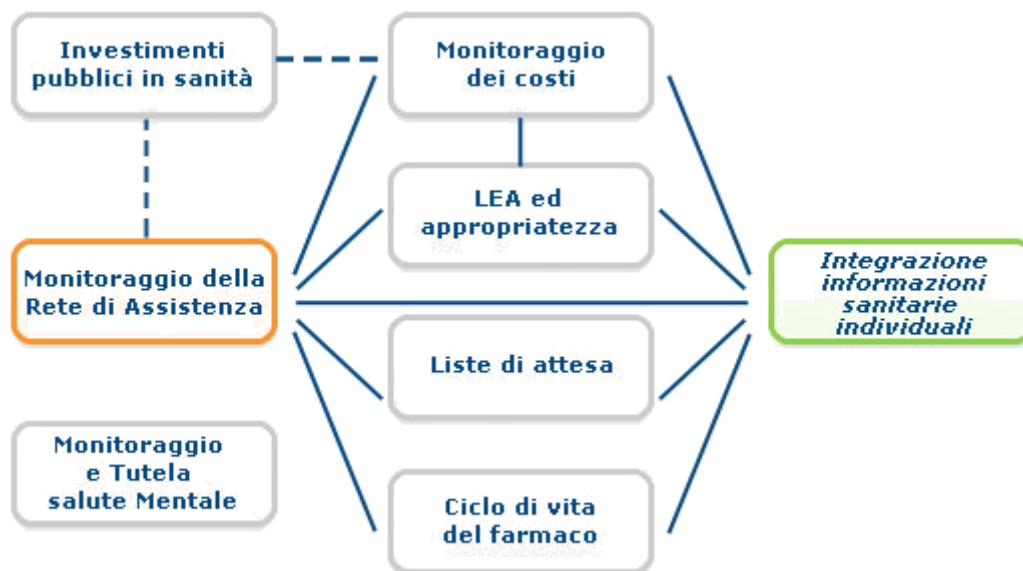 Investimenti
pubblici in sanità
Monitoraggio
dei costi
LEA ed
appropriatezza
Monitoraggio della
Rete di Assistenza
Integrazione
informazioni
sanitarie
individuali
Liste di attesa
Monitoraggio
e Tutela
salute Mentale
Ciclo di vita
del farmaco